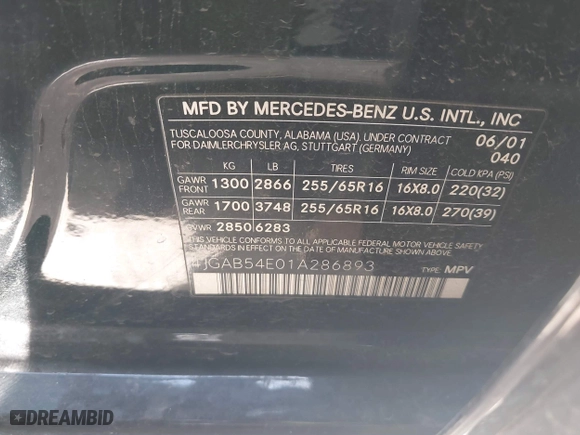 MFD BY MERCEDES-BENZ U.S. INTL., INC
TUSCALOOSA COUNTY, ALABAMA (USA). UNDER CONTRACT 06/01
FOR DAIMLERCHRYSLER AG, STUTTGART (GERMANY) 040
KG LB TIRES RIM SIZE COLD KPA (PSI)
GAWR FRONT 1300 2866 255/65R16 16X8.0 220(32)
GAWR REAR 1700 3748 255/65R16 16X8.0 270(39)
GVWR 2850 6283
THIS VEHICLE CONFORMS TO ALL APPLICABLE FEDERAL MOTOR VEHICLE SAFETY
STANDARDS IN EFFECT ON THE DATE OF MANUFACTURE SHOWN ABOVE.
4JGAB54E01A286893 TYPE: MPV
DREAMBID